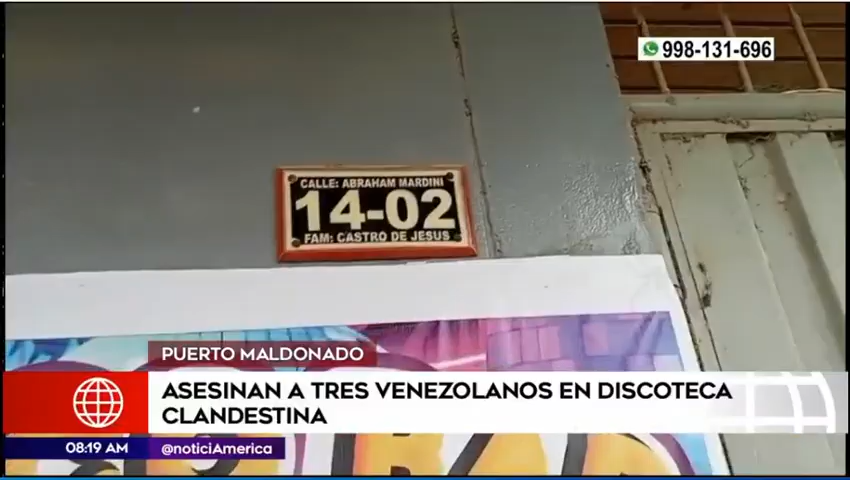 998-131-696
CALLE: ABRAHAM MARDINI
14-02
FAM: CASTRO DE JESUS
PUERTO MALDONADO
ASESINAN A TRES VENEZOLANOS EN DISCOTECA
CLANDESTINA
08:19 AM
@noticiAmerica